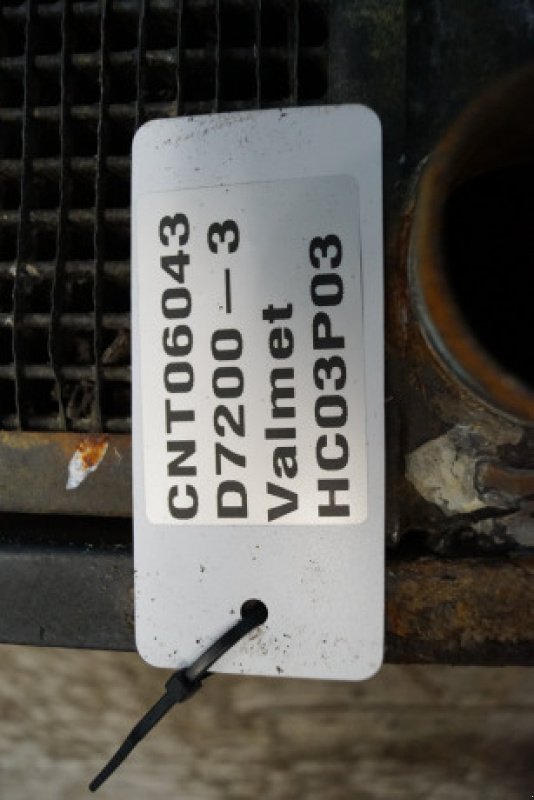 CNT06043
D7200-3
Valmet
HC03P03